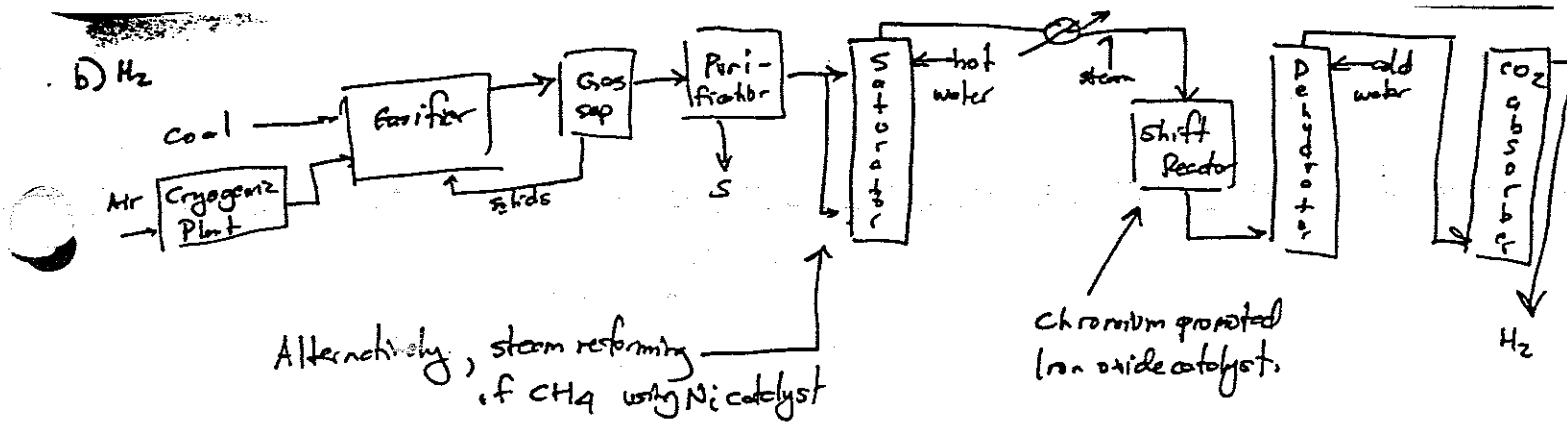 b) H2
Coal
Gasifier
Gas
sep
solids
Air
Cryogenic
Plant
Puri-
fication
S
Saturator
hot
water
steam
Shift
Reactor
Dehydrator
cold
water
CO2
absorber
H2
Alternatively, steam reforming
of CH4 using Ni catalyst
Chromium promoted
Iron oxide catalyst.